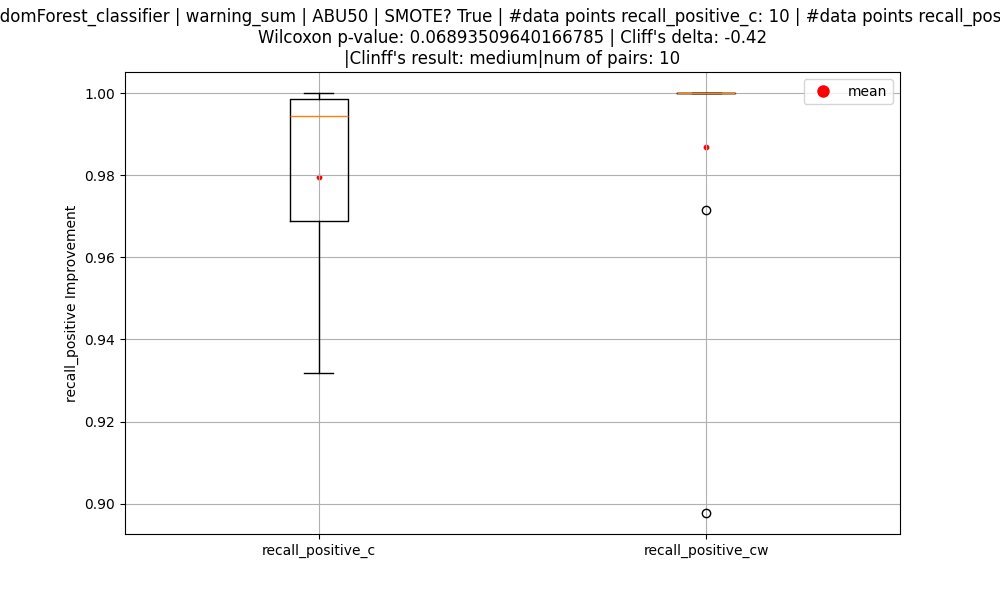 domForest_classifier | warning_sum | ABU50 | SMOTE? True | #data points recall_positive_c: 10 | #data points recall_pos
Wilcoxon p-value: 0.06893509640166785 | Cliff's delta: -0.42
|Clinff's result: medium|num of pairs: 10
mean
1.00
0.98
0.96
0.94
0.92
0.90
recall_positive Improvement
recall_positive_c
recall_positive_cw